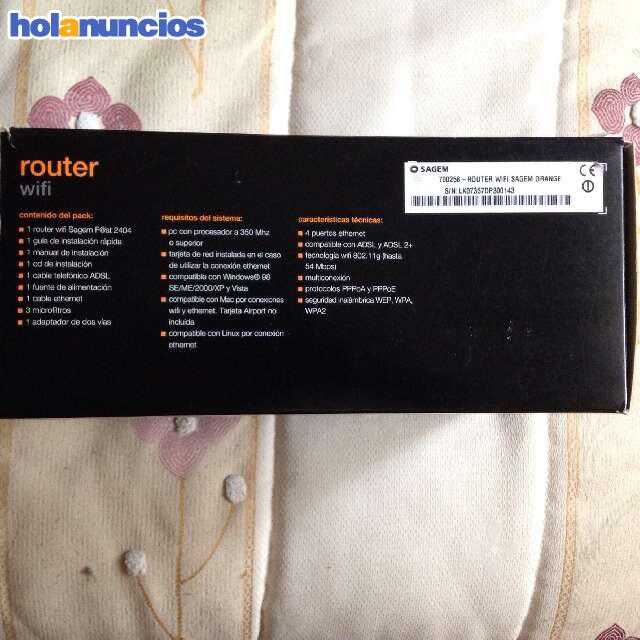 holanuncios
router
wifi
SAGEM
700256 - ROUTER WIFI SAGEM ORANGE
S/N: LK07357DP300143
contenido del pack:
1 router wifi Sagem F@st 2404
1 guía de instalación rápida
1 manual de instalación
1 cd de instalación
1 cable telefónico ADSL
1 fuente de alimentación
1 cable ethernet
3 microfiltros
1 adaptador de dos vías
requisitos del sistema:
pc con procesador a 350 Mhz
o superior
tarjeta de red instalada en el caso
de utilizar la conexión ethernet
compatible con Windows® 98
SE/ME/2000/XP y Vista
compatible con Mac por conexiones
wifi y ethernet. Tarjeta Airport no
incluida
compatible con Linux por conexión
ethernet
características técnicas:
4 puertos ethernet
compatible con ADSL y ADSL 2+
tecnología wifi 802.11g (hasta
54 Mbps)
multiconexión
protocolos PPPoA y PPPoE
seguridad inalámbrica WEP, WPA,
WPA2